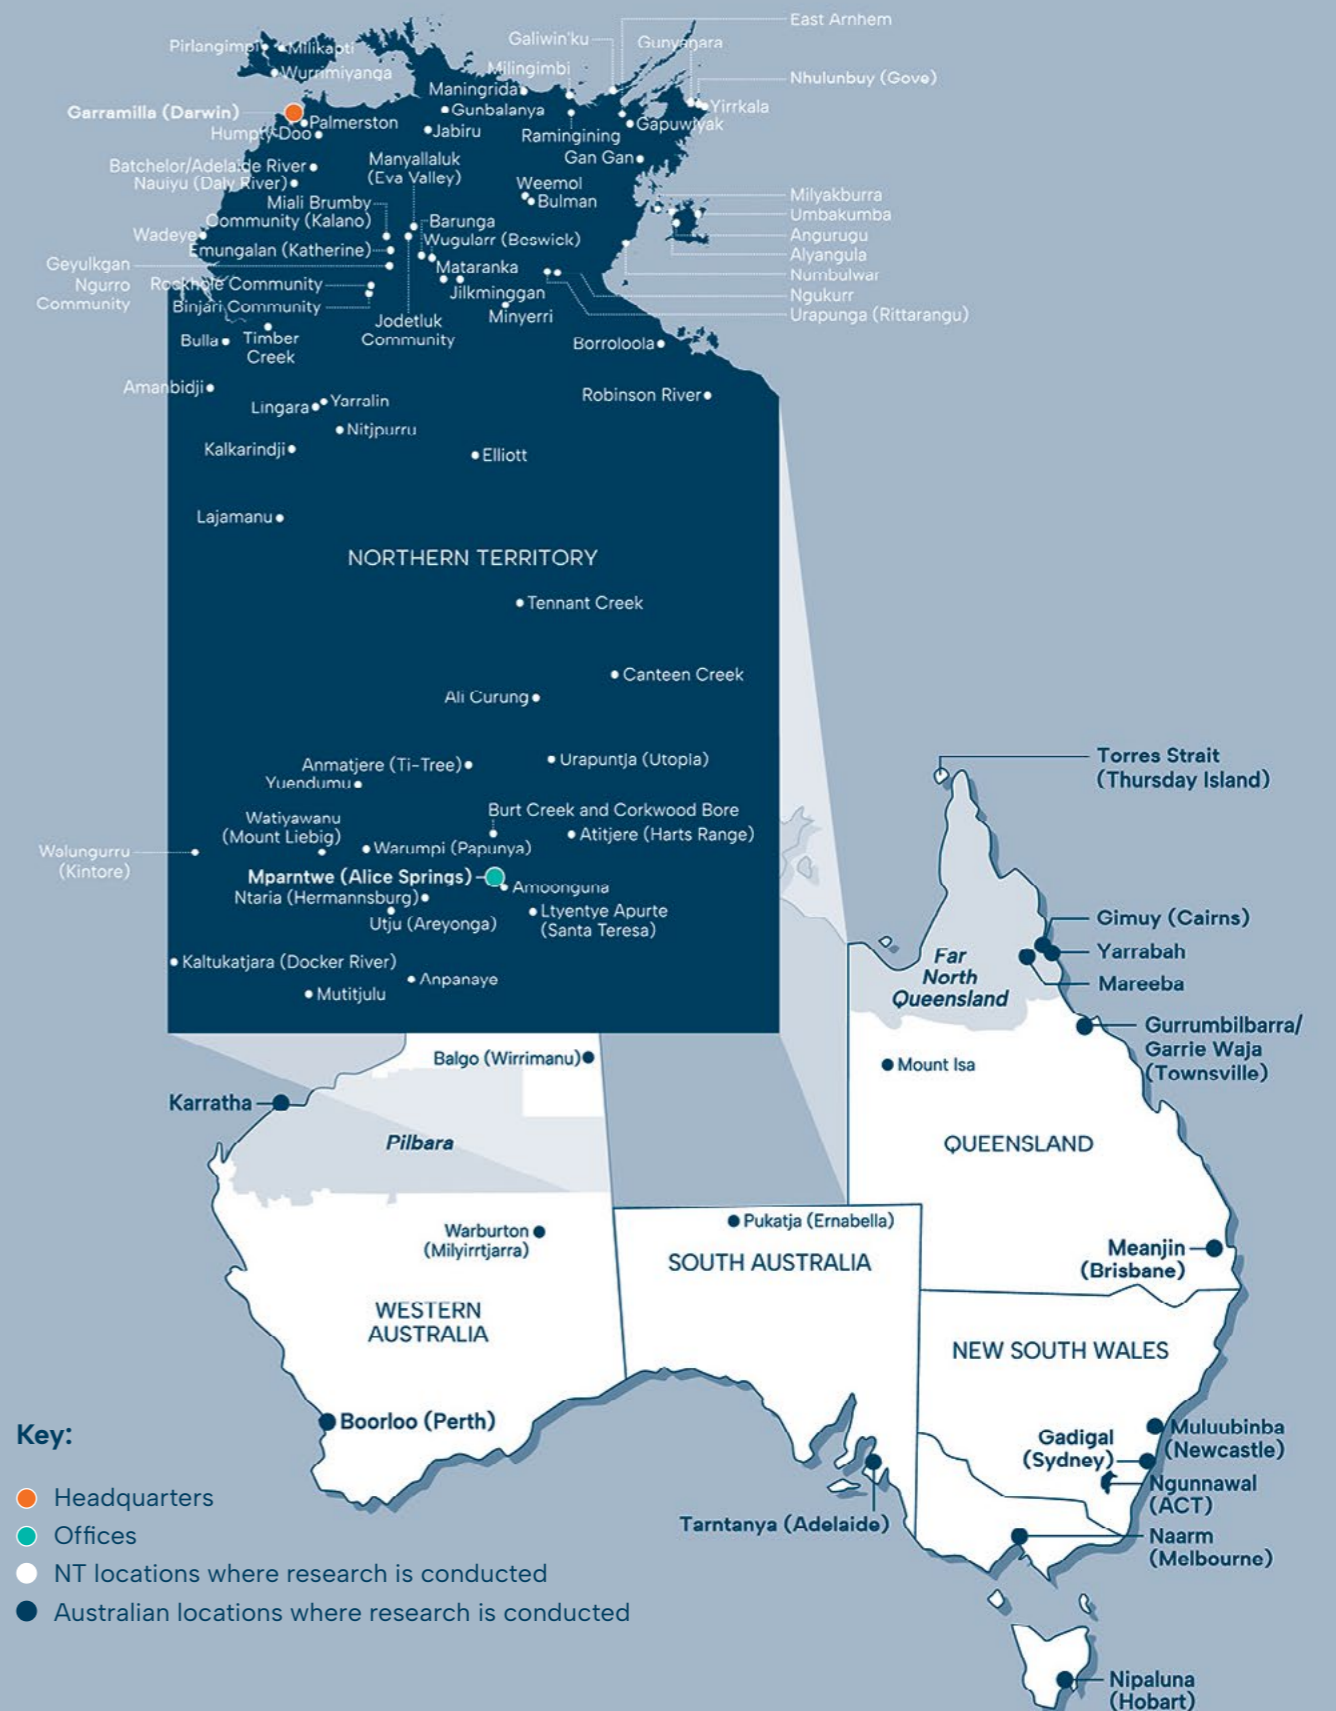 East Arnhem
Galiwin'ku
Gunyangara
Pirlangimpi
Milikapti
Milingimbi
Wurrimiyanga
Nhulunbuy (Gove)
Maningrida
Yirrkala
Garramilla (Darwin)
Gunbalanya
Palmerston
Gapuwiyak
Humpty Doo
Jabiru
Ramingining
Gan Gan
Batchelor/Adelaide River
Manyallaluk
(Eva Valley)
Nauiyu (Daly River)
Weemol
Bulman
Milyakburra
Miali Brumby
Community (Kalano)
Umbakumba
Barunga
Wadeye
Angurugu
Wugularr (Beswick)
Emungalan (Katherine)
Alyangula
Geyulkgan
Ngurro
Community
Mataranka
Numbulwar
Rockhole Community
Jilkminggan
Ngukurr
Binjari Community
Minyerri
Urapunga (Rittarangu)
Jodetluk
Community
Bulla
Timber
Creek
Borroloola
Amanbidji
Robinson River
Yarralin
Lingara
Nitjpurru
Kalkarindji
Elliott
Lajamanu
NORTHERN TERRITORY
Tennant Creek
Canteen Creek
Ali Curung
Anmatjere (Ti-Tree)
Urapuntja (Utopia)
Yuendumu
Burt Creek and Corkwood Bore
Watiyawanu
(Mount Liebig)
Atitjere (Harts Range)
Walungurru
(Kintore)
Warumpi (Papunya)
Mparntwe (Alice Springs)
Amoonguna
Ntaria (Hermannsburg)
Ltyentye Apurte
(Santa Teresa)
Utju (Areyonga)
Kaltukatjara (Docker River)
Anpanaye
Mutitjulu
Torres Strait
(Thursday Island)
Gimuy (Cairns)
Yarrabah
Far
North
Queensland
Mareeba
Gurrumbilbarra/
Garrie Waja
(Townsville)
Balgo (Wirrimanu)
Mount Isa
Karratha
Pilbara
QUEENSLAND
Warburton
(Milyirrtjarra)
Pukatja (Ernabella)
SOUTH AUSTRALIA
Meanjin
(Brisbane)
WESTERN
AUSTRALIA
NEW SOUTH WALES
Boorloo (Perth)
Muluubinba
(Newcastle)
Gadigal
(Sydney)
Ngunnawal
(ACT)
Tarntanya (Adelaide)
Naarm
(Melbourne)
Nipaluna
(Hobart)
Key:
Headquarters
Offices
NT locations where research is conducted
Australian locations where research is conducted